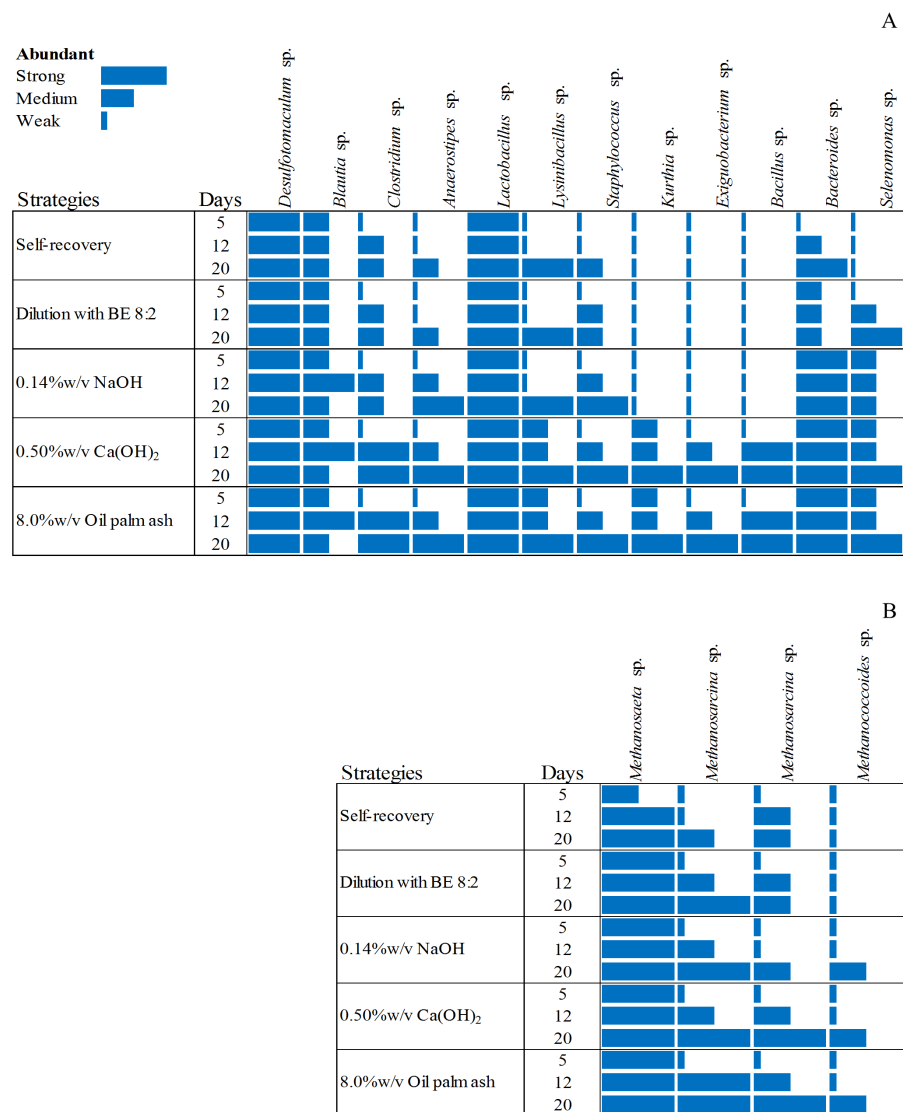 A
Abundant
Strong
Medium
Weak
Desulfotomaculum sp.
Blautia sp.
Clostridium sp.
Anaerostipes sp.
Lactobacillus sp.
Lysinibacillus sp.
Staphylococcus sp.
Kurthia sp.
Exiguobacterium sp.
Bacillus sp.
Bacteroides sp.
Selenomonas sp.
Strategies Days
5
Self-recovery 12
20
5
Dilution with BE 8:2 12
20
5
0.14%w/v NaOH 12
20
5
0.50%w/v Ca(OH)₂ 12
20
5
8.0%w/v Oil palm ash 12
20
B
Methanosaeta sp.
Methanosarcina sp.
Methanosarcina sp.
Methanococcoides sp.
Strategies Days
5
Self-recovery 12
20
5
Dilution with BE 8:2 12
20
5
0.14%w/v NaOH 12
20
5
0.50%w/v Ca(OH)₂ 12
20
5
8.0%w/v Oil palm ash 12
20